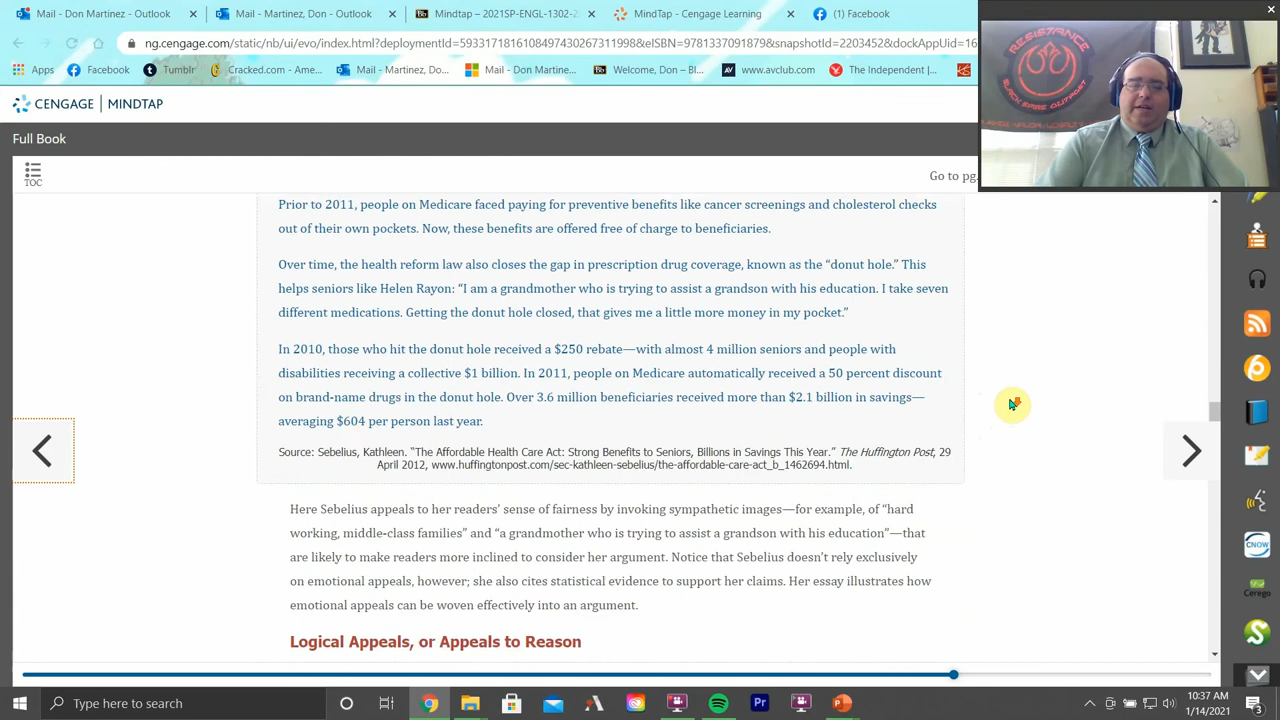 Mail - Don Martinez - Outlook
Mail - Martinez, Don - Outlook
Mindtap – 2021SP-ENGL-1302-2
MindTap - Cengage Learning
(1) Facebook
ng.cengage.com/static/nb/ui/evo/index.html?deploymentId=59331718161084974302673119​98&eISBN=9781337091879&snapshotId=2203452&dockAppUid=16
Apps
Facebook
Tumblr
Cracked.com - Ame...
Mail - Martinez, Do...
Mail - Don Martine...
Welcome, Don – Bl...
www.avclub.com
The Independent |...
RESISTANCE
BLACK SPIRE OUTPOST
CENGAGE | MINDTAP
Full Book
TOC
Go to pg.
Prior to 2011, people on Medicare faced paying for preventive benefits like cancer screenings and cholesterol checks
out of their own pockets. Now, these benefits are offered free of charge to beneficiaries.
Over time, the health reform law also closes the gap in prescription drug coverage, known as the “donut hole.” This
helps seniors like Helen Rayon: “I am a grandmother who is trying to assist a grandson with his education. I take seven
different medications. Getting the donut hole closed, that gives me a little more money in my pocket.”
In 2010, those who hit the donut hole received a $250 rebate—with almost 4 million seniors and people with
disabilities receiving a collective $1 billion. In 2011, people on Medicare automatically received a 50 percent discount
on brand-name drugs in the donut hole. Over 3.6 million beneficiaries received more than $2.1 billion in savings—
averaging $604 per person last year.
Source: Sebelius, Kathleen. “The Affordable Health Care Act: Strong Benefits to Seniors, Billions in Savings This Year.” The Huffington Post, 29
April 2012, www.huffingtonpost.com/sec-kathleen-sebelius/the-affordable-care-act_b_1462694.html.
Here Sebelius appeals to her readers’ sense of fairness by invoking sympathetic images—for example, of “hard
working, middle-class families” and “a grandmother who is trying to assist a grandson with his education”—that
are likely to make readers more inclined to consider her argument. Notice that Sebelius doesn’t rely exclusively
on emotional appeals, however; she also cites statistical evidence to support her claims. Her essay illustrates how
emotional appeals can be woven effectively into an argument.
Logical Appeals, or Appeals to Reason
CNOW
Cerego
Type here to search
10:37 AM
1/14/2021
3